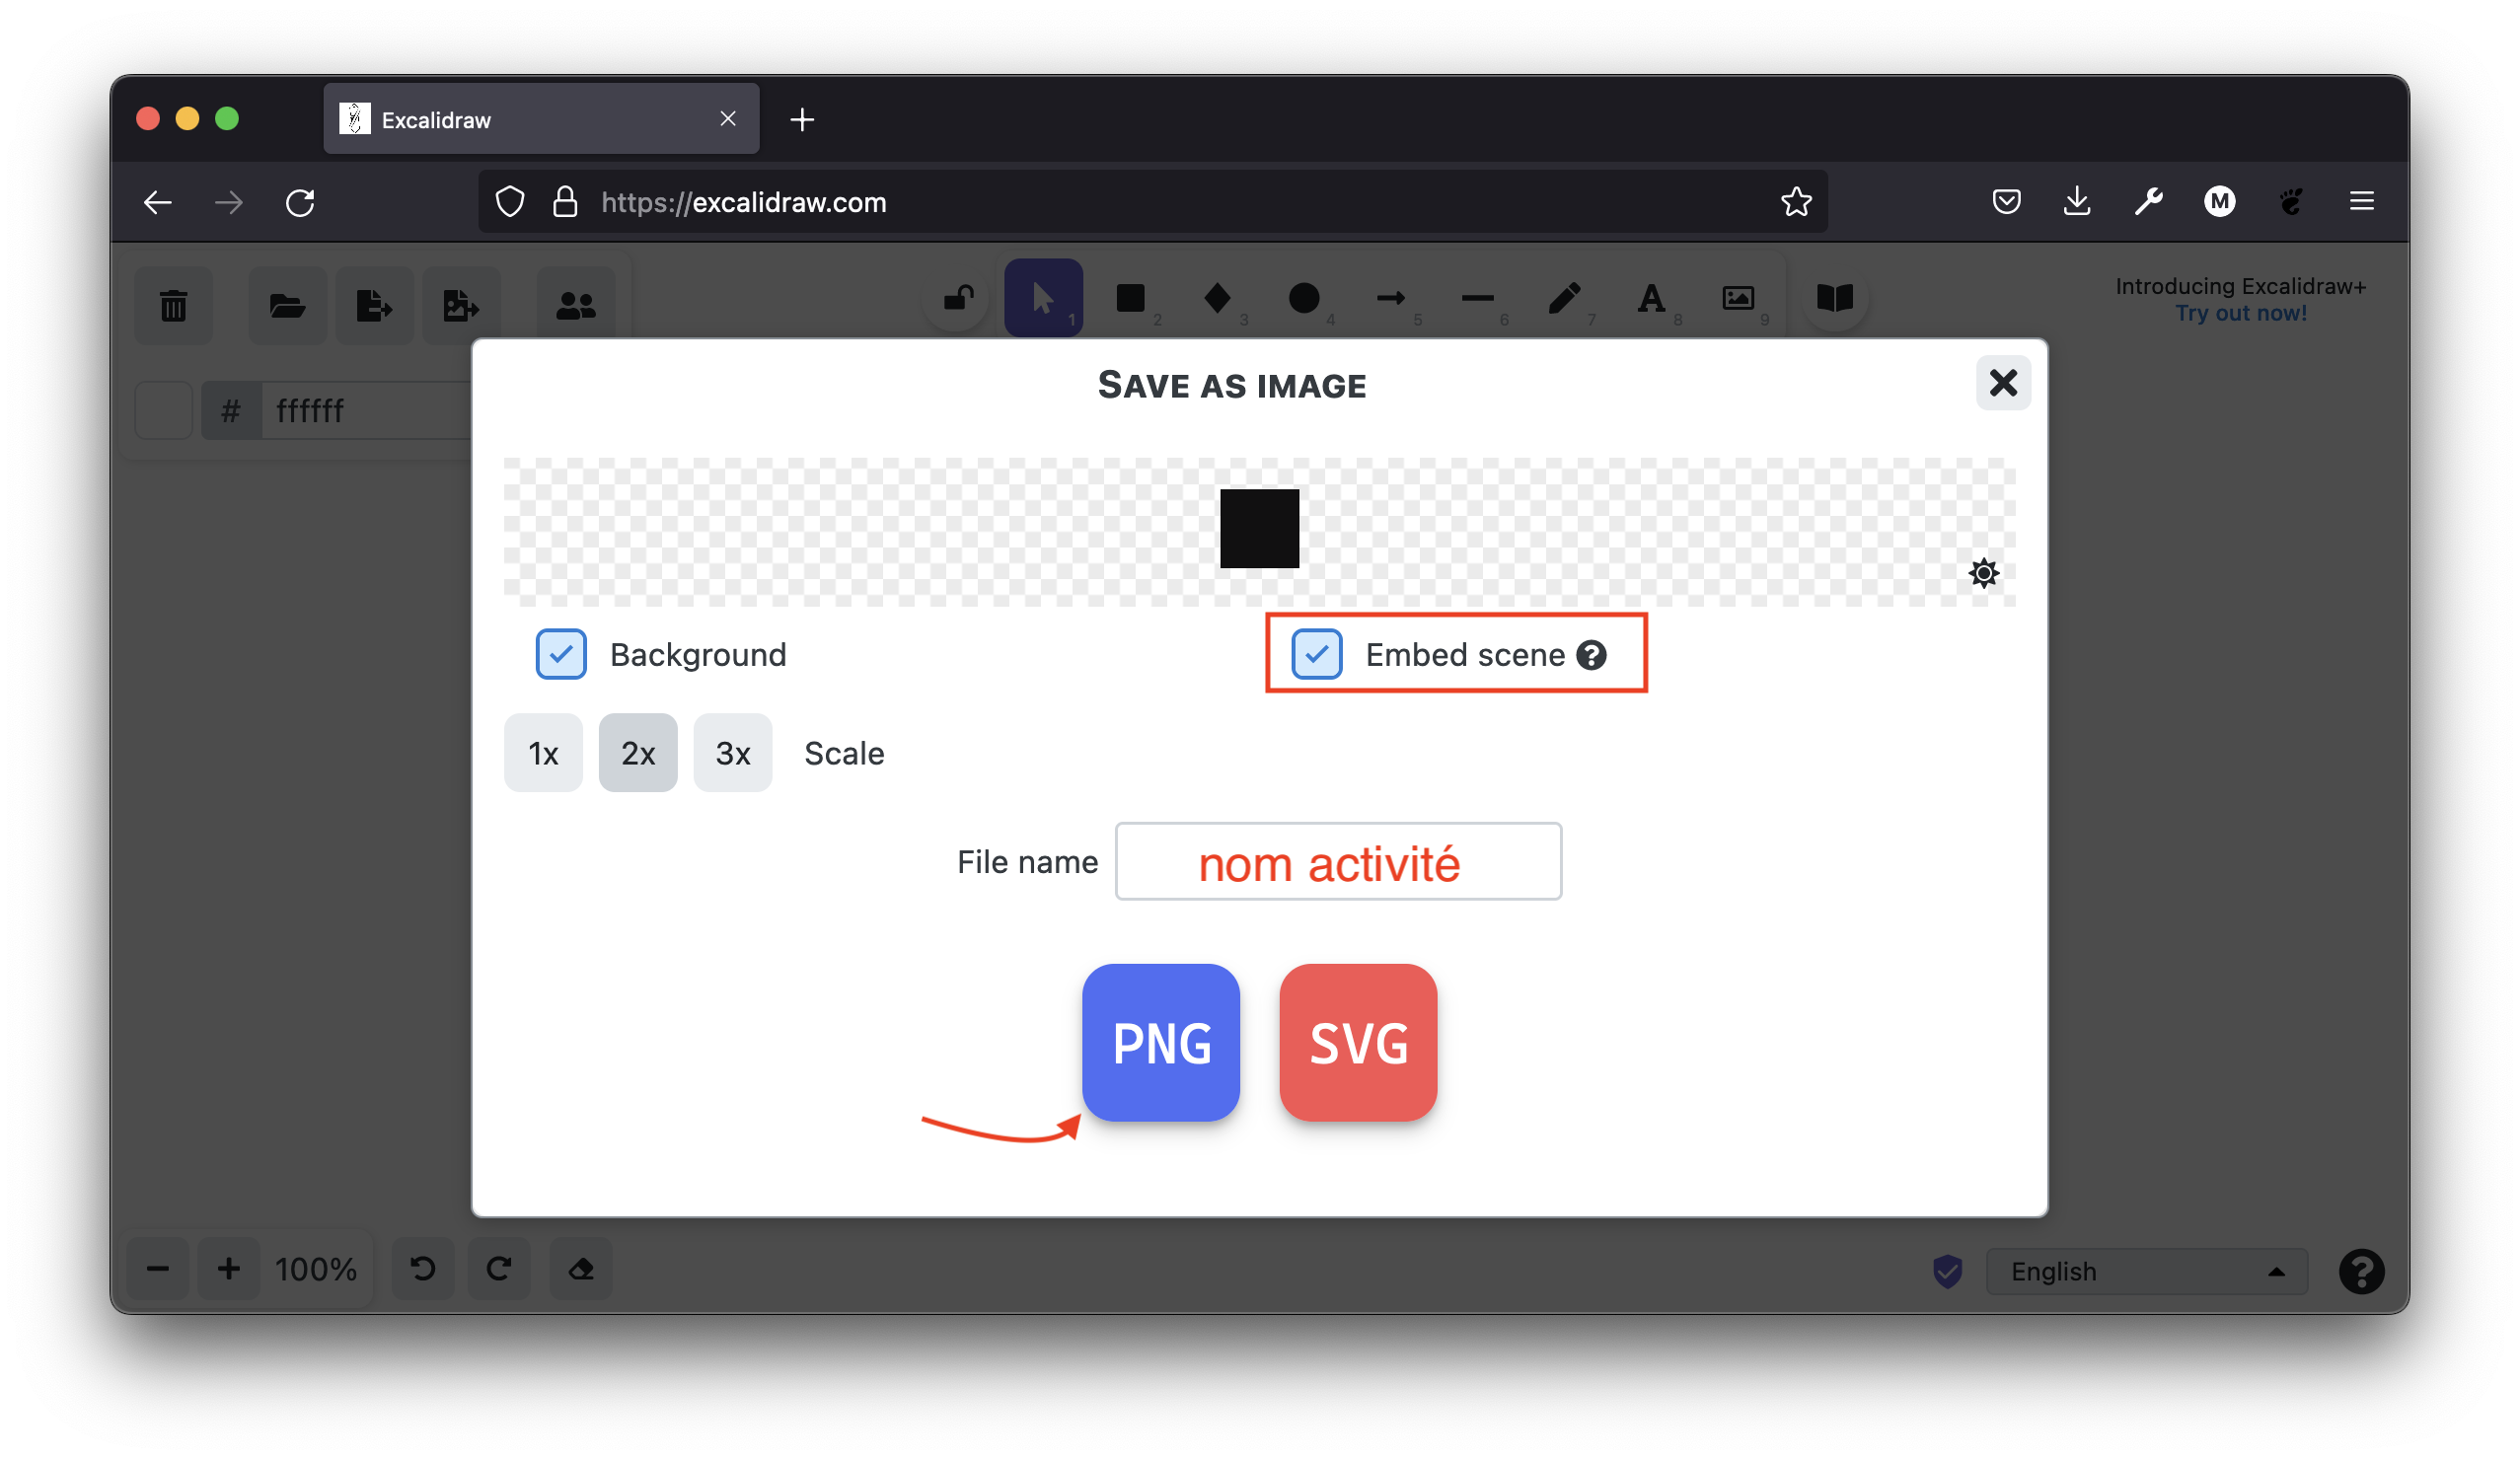 Excalidraw
https://excalidraw.com
1 2 3 4 5 6 7 8 9
A
Introducing Excalidraw+
Try out now!
# ffffff
SAVE AS IMAGE
Background
Embed scene ?
1x 2x 3x Scale
File name nom activité
PNG SVG
100%
English
?
M